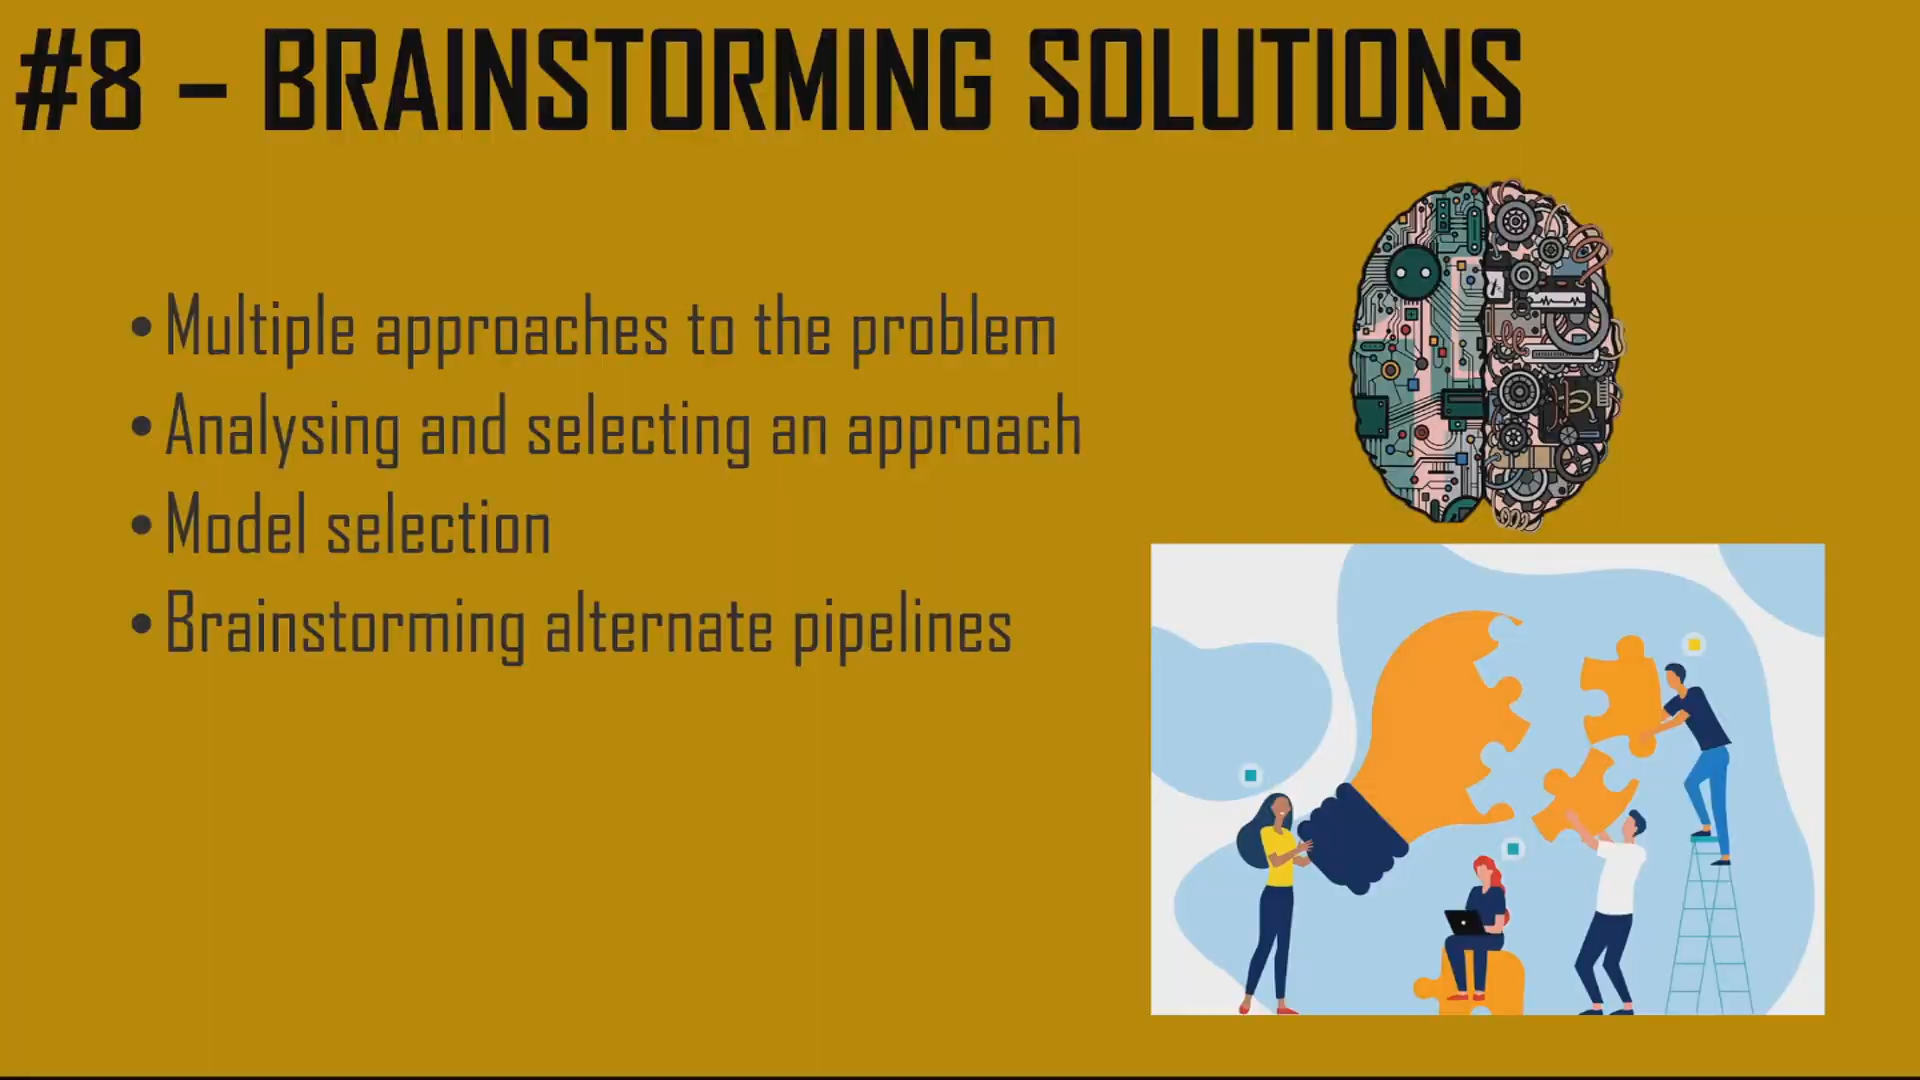 #8 – BRAINSTORMING SOLUTIONS
• Multiple approaches to the problem
• Analysing and selecting an approach
• Model selection
• Brainstorming alternate pipelines